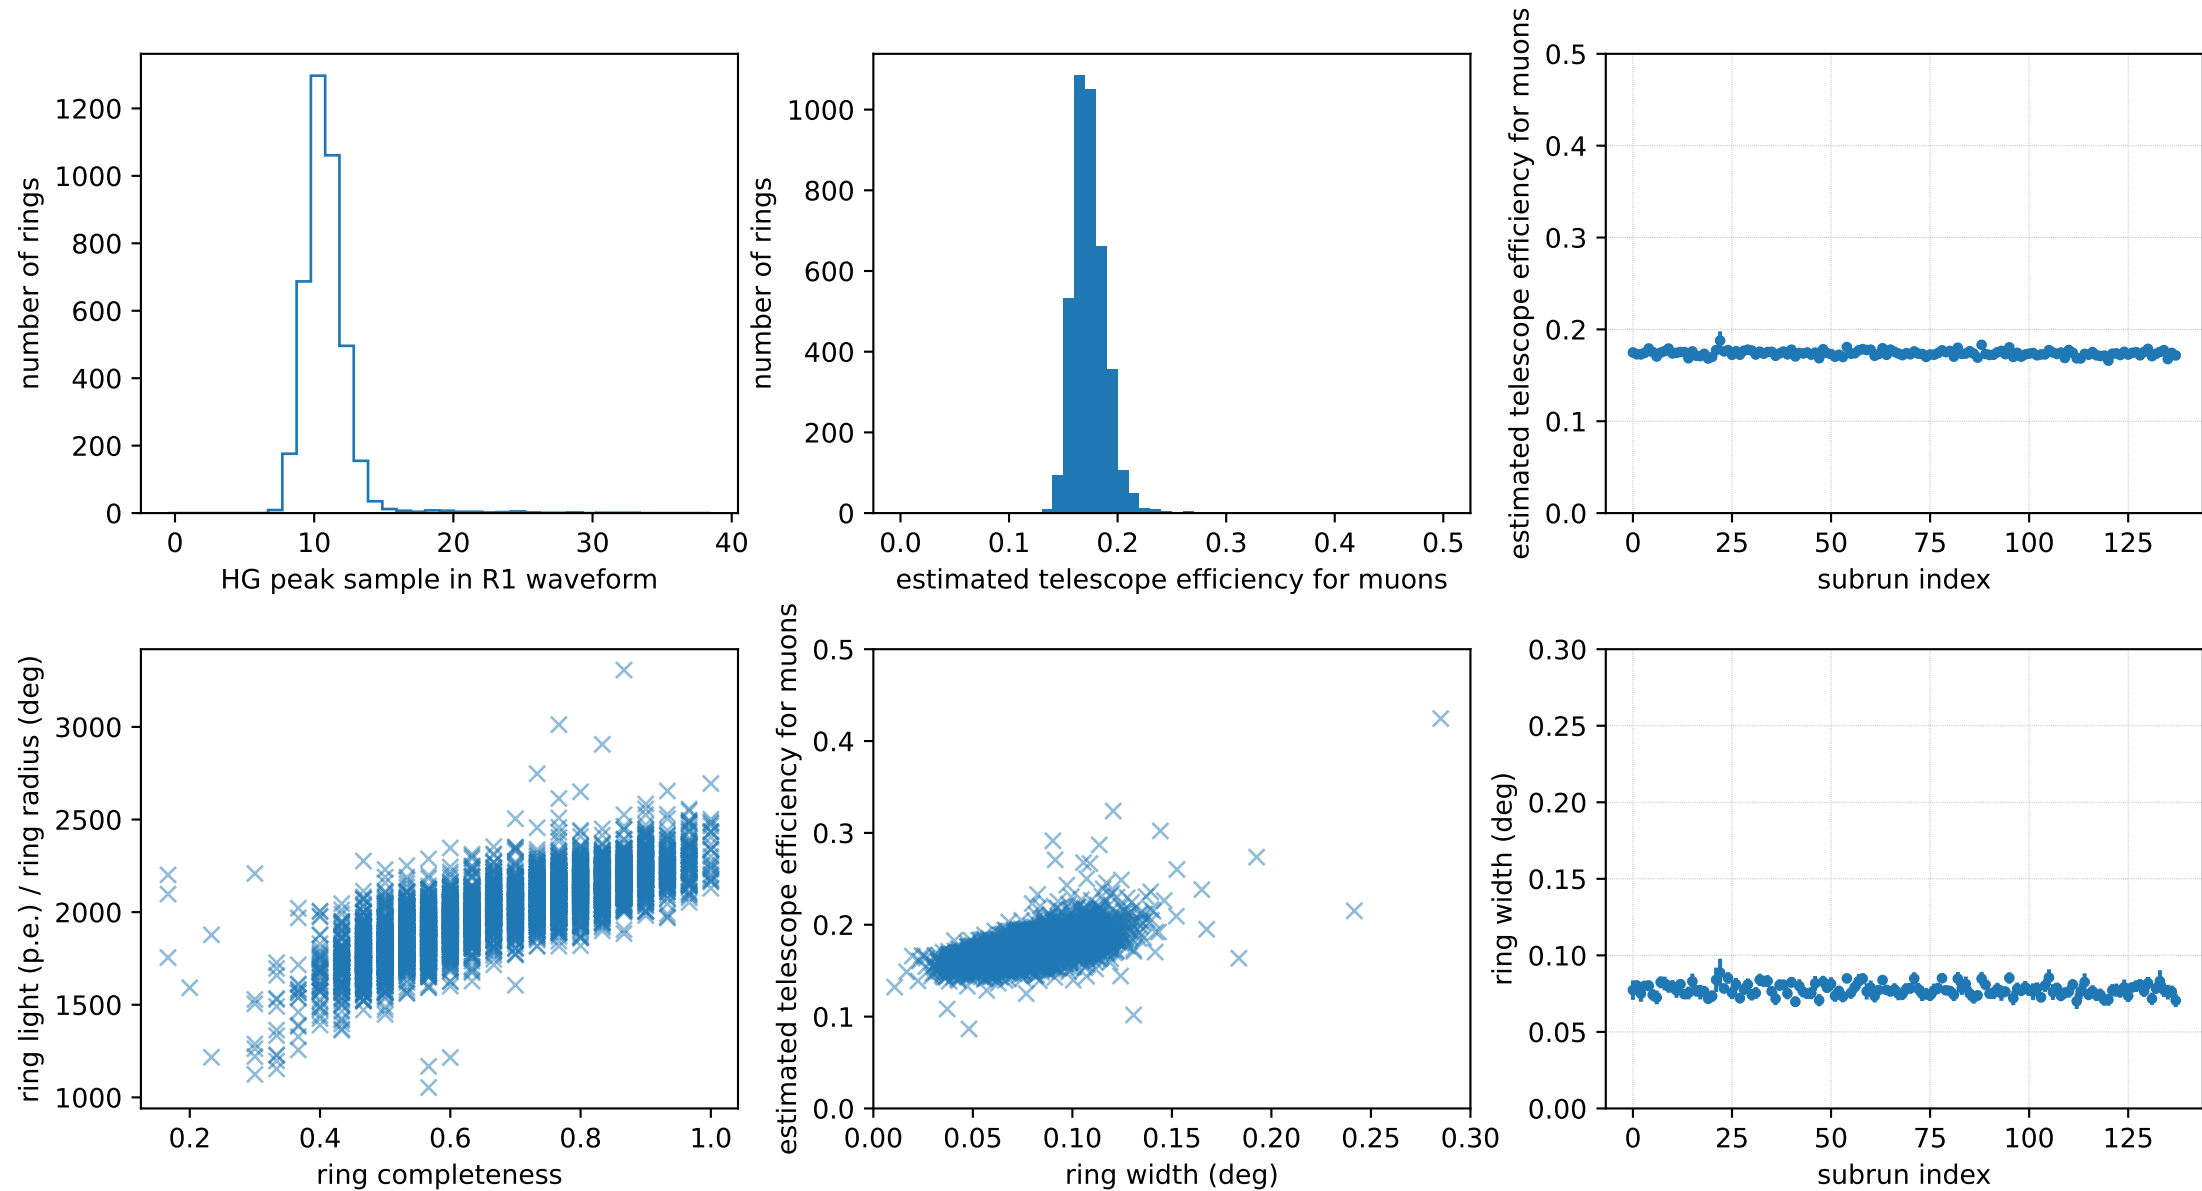 number of rings
1200
1000
800
600
400
200
0
0 10 20 30 40
HG peak sample in R1 waveform
number of rings
1000
800
600
400
200
0
0.0 0.1 0.2 0.3 0.4 0.5
estimated telescope efficiency for muons
estimated telescope efficiency for muons
0.5
0.4
0.3
0.2
0.1
0.0
0 25 50 75 100 125
subrun index
ring light (p.e.) / ring radius (deg)
3000
2500
2000
1500
1000
0.2 0.4 0.6 0.8 1.0
ring completeness
estimated telescope efficiency for muons
0.5
0.4
0.3
0.2
0.1
0.0
0.00 0.05 0.10 0.15 0.20 0.25 0.30
ring width (deg)
ring width (deg)
0.30
0.25
0.20
0.15
0.10
0.05
0.00
0 25 50 75 100 125
subrun index